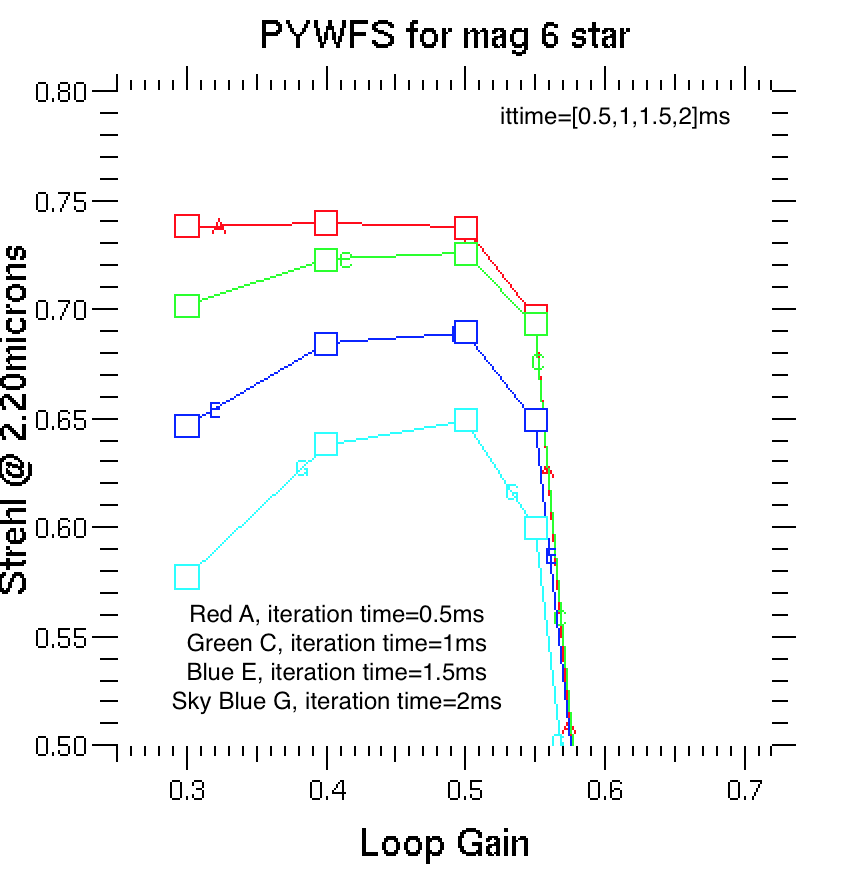 PYWFS for mag 6 star
ittime=[0.5,1,1.5,2]ms
0.80
0.75
0.70
0.65
0.60
0.55
0.50
Strehl @ 2.20microns
A
C
E
G
G
C
A
E
C
A
G
Red A, iteration time=0.5ms
Green C, iteration time=1ms
Blue E, iteration time=1.5ms
Sky Blue G, iteration time=2ms
0.3 0.4 0.5 0.6 0.7
Loop Gain